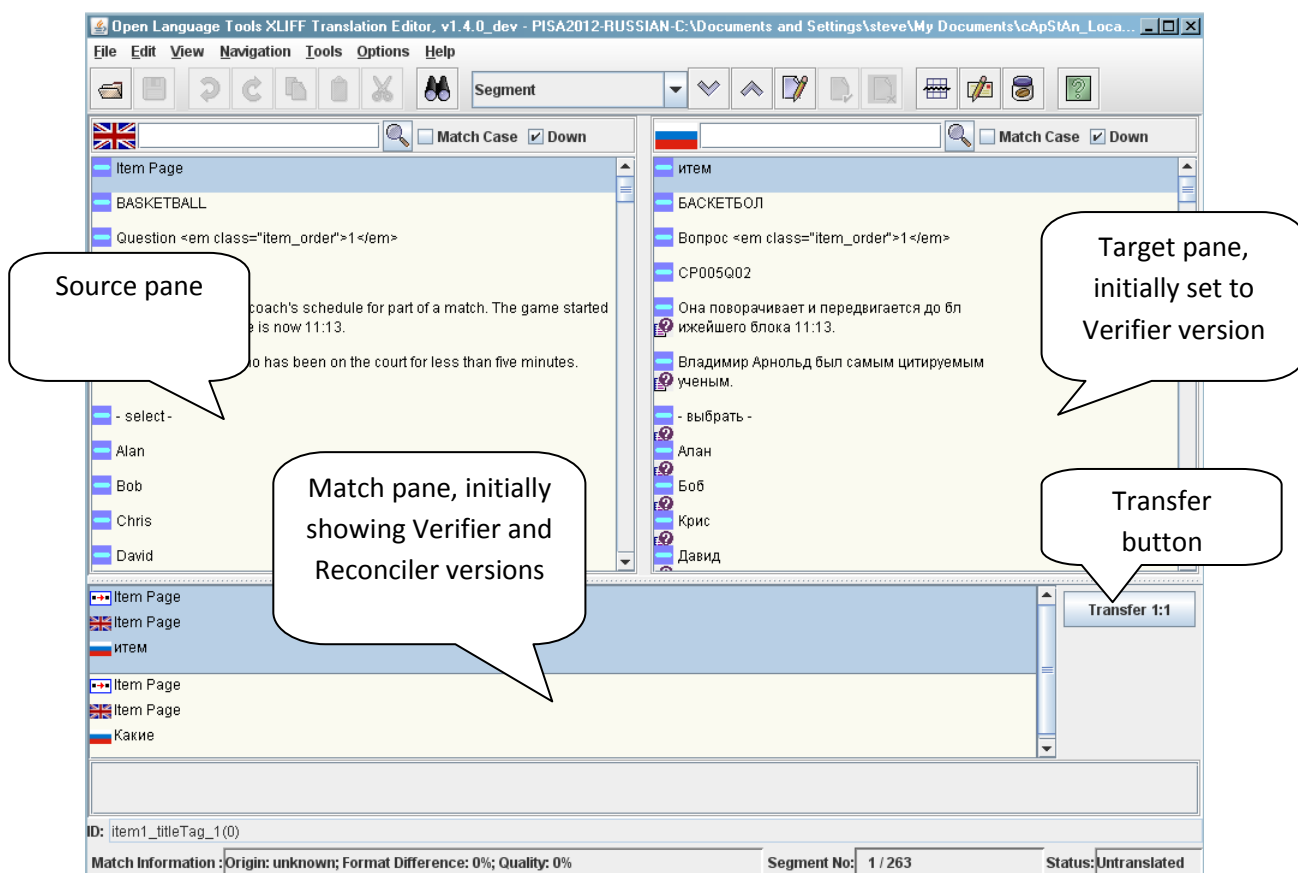 Open Language Tools XLIFF Translation Editor, v1.4.0_dev - PISA2012-RUSSIAN-C:\Documents and Settings\steve\My Documents\cApStAn_Loca...
File Edit View Navigation Tools Options Help
Segment
Match Case Down
Match Case Down
Item Page
BASKETBALL
Question <em class="item_order">1</em>
coach's schedule for part of a match. The game started
is now 11:13.
has been on the court for less than five minutes.
- select -
Alan
Bob
Chris
David
итем
БАСКЕТБОЛ
Вопрос <em class="item_order">1</em>
CP005Q02
Она поворачивает и передвигается до бл
ижейшего блока 11:13.
Владимир Арнольд был самым цитируемым
ученым.
- выбрать -
Алан
Боб
Крис
Давид
Source pane
Target pane,
initially set to
Verifier version
Match pane, initially
showing Verifier and
Reconciler versions
Transfer
button
Item Page
Item Page
итем
Item Page
Item Page
Какие
Transfer 1:1
ID: item1_titleTag_1(0)
Match Information : Origin: unknown; Format Difference: 0%; Quality: 0% Segment No: 1 / 263 Status: Untranslated